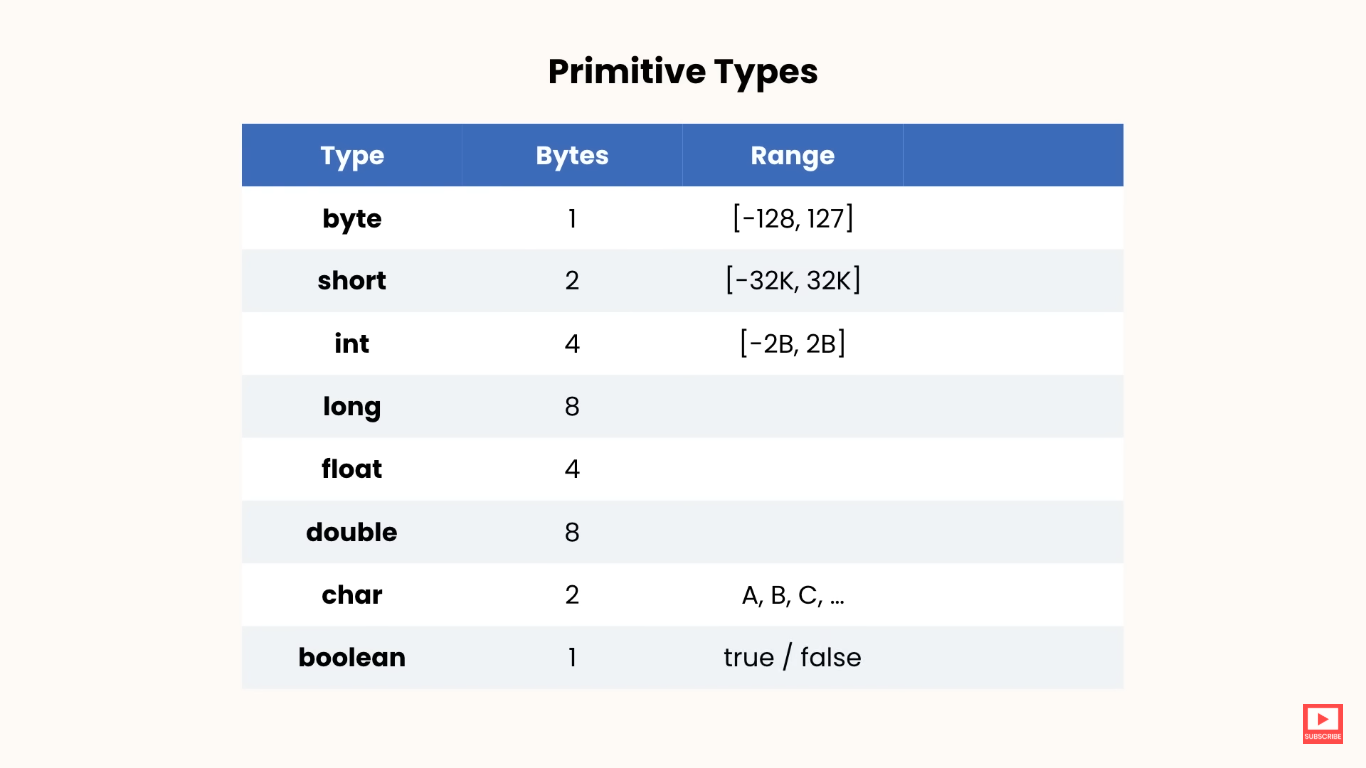 Primitive Types
Type Bytes Range
byte 1 [-128, 127]
short 2 [-32K, 32K]
int 4 [-2B, 2B]
long 8
float 4
double 8
char 2 A, B, C, ...
boolean 1 true / false
SUBSCRIBE